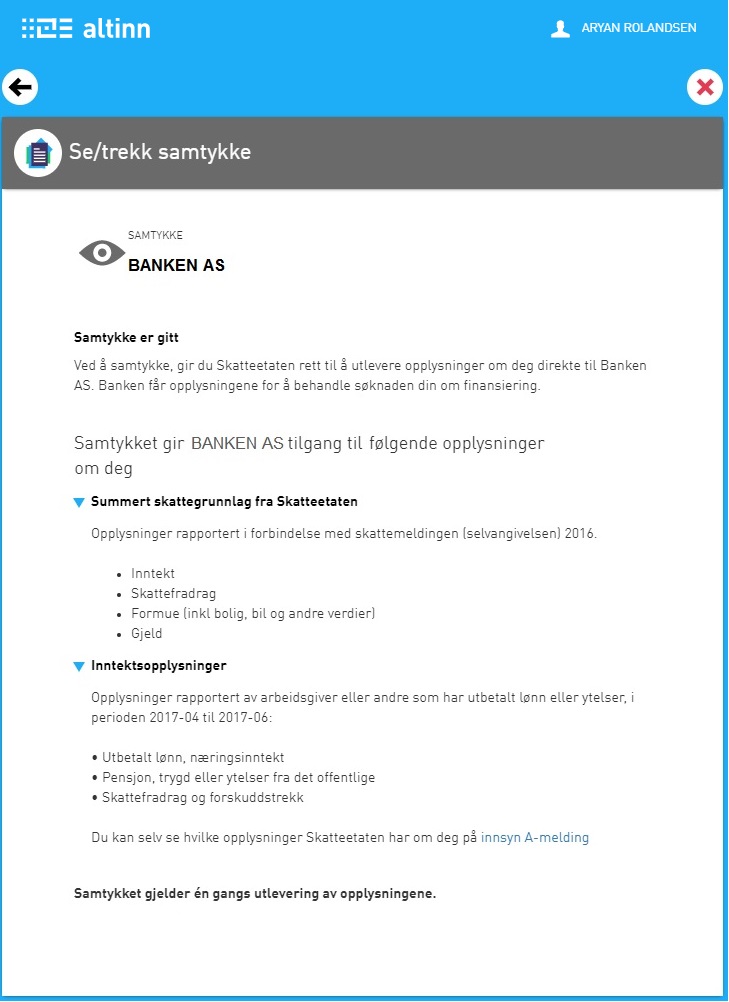 altinn
ARYAN ROLANDSEN
Se/trekk samtykke
SAMTYKKE
BANKEN AS
Samtykke er gitt
Ved å samtykke, gir du Skatteetaten rett til å utlevere opplysninger om deg direkte til Banken
AS. Banken får opplysningene for å behandle søknaden din om finansiering.
Samtykket gir BANKEN AS tilgang til følgende opplysninger
om deg
Summert skattegrunnlag fra Skatteetaten
Opplysninger rapportert i forbindelse med skattemeldingen (selvangivelsen) 2016.
• Inntekt
• Skattefradrag
• Formue (inkl bolig, bil og andre verdier)
• Gjeld
Inntektsopplysninger
Opplysninger rapportert av arbeidsgiver eller andre som har utbetalt lønn eller ytelser, i
perioden 2017-04 til 2017-06:
• Utbetalt lønn, næringsinntekt
• Pensjon, trygd eller ytelser fra det offentlige
• Skattefradrag og forskuddstrekk
Du kan selv se hvilke opplysninger Skatteetaten har om deg på innsyn A-melding
Samtykket gjelder én gangs utlevering av opplysningene.